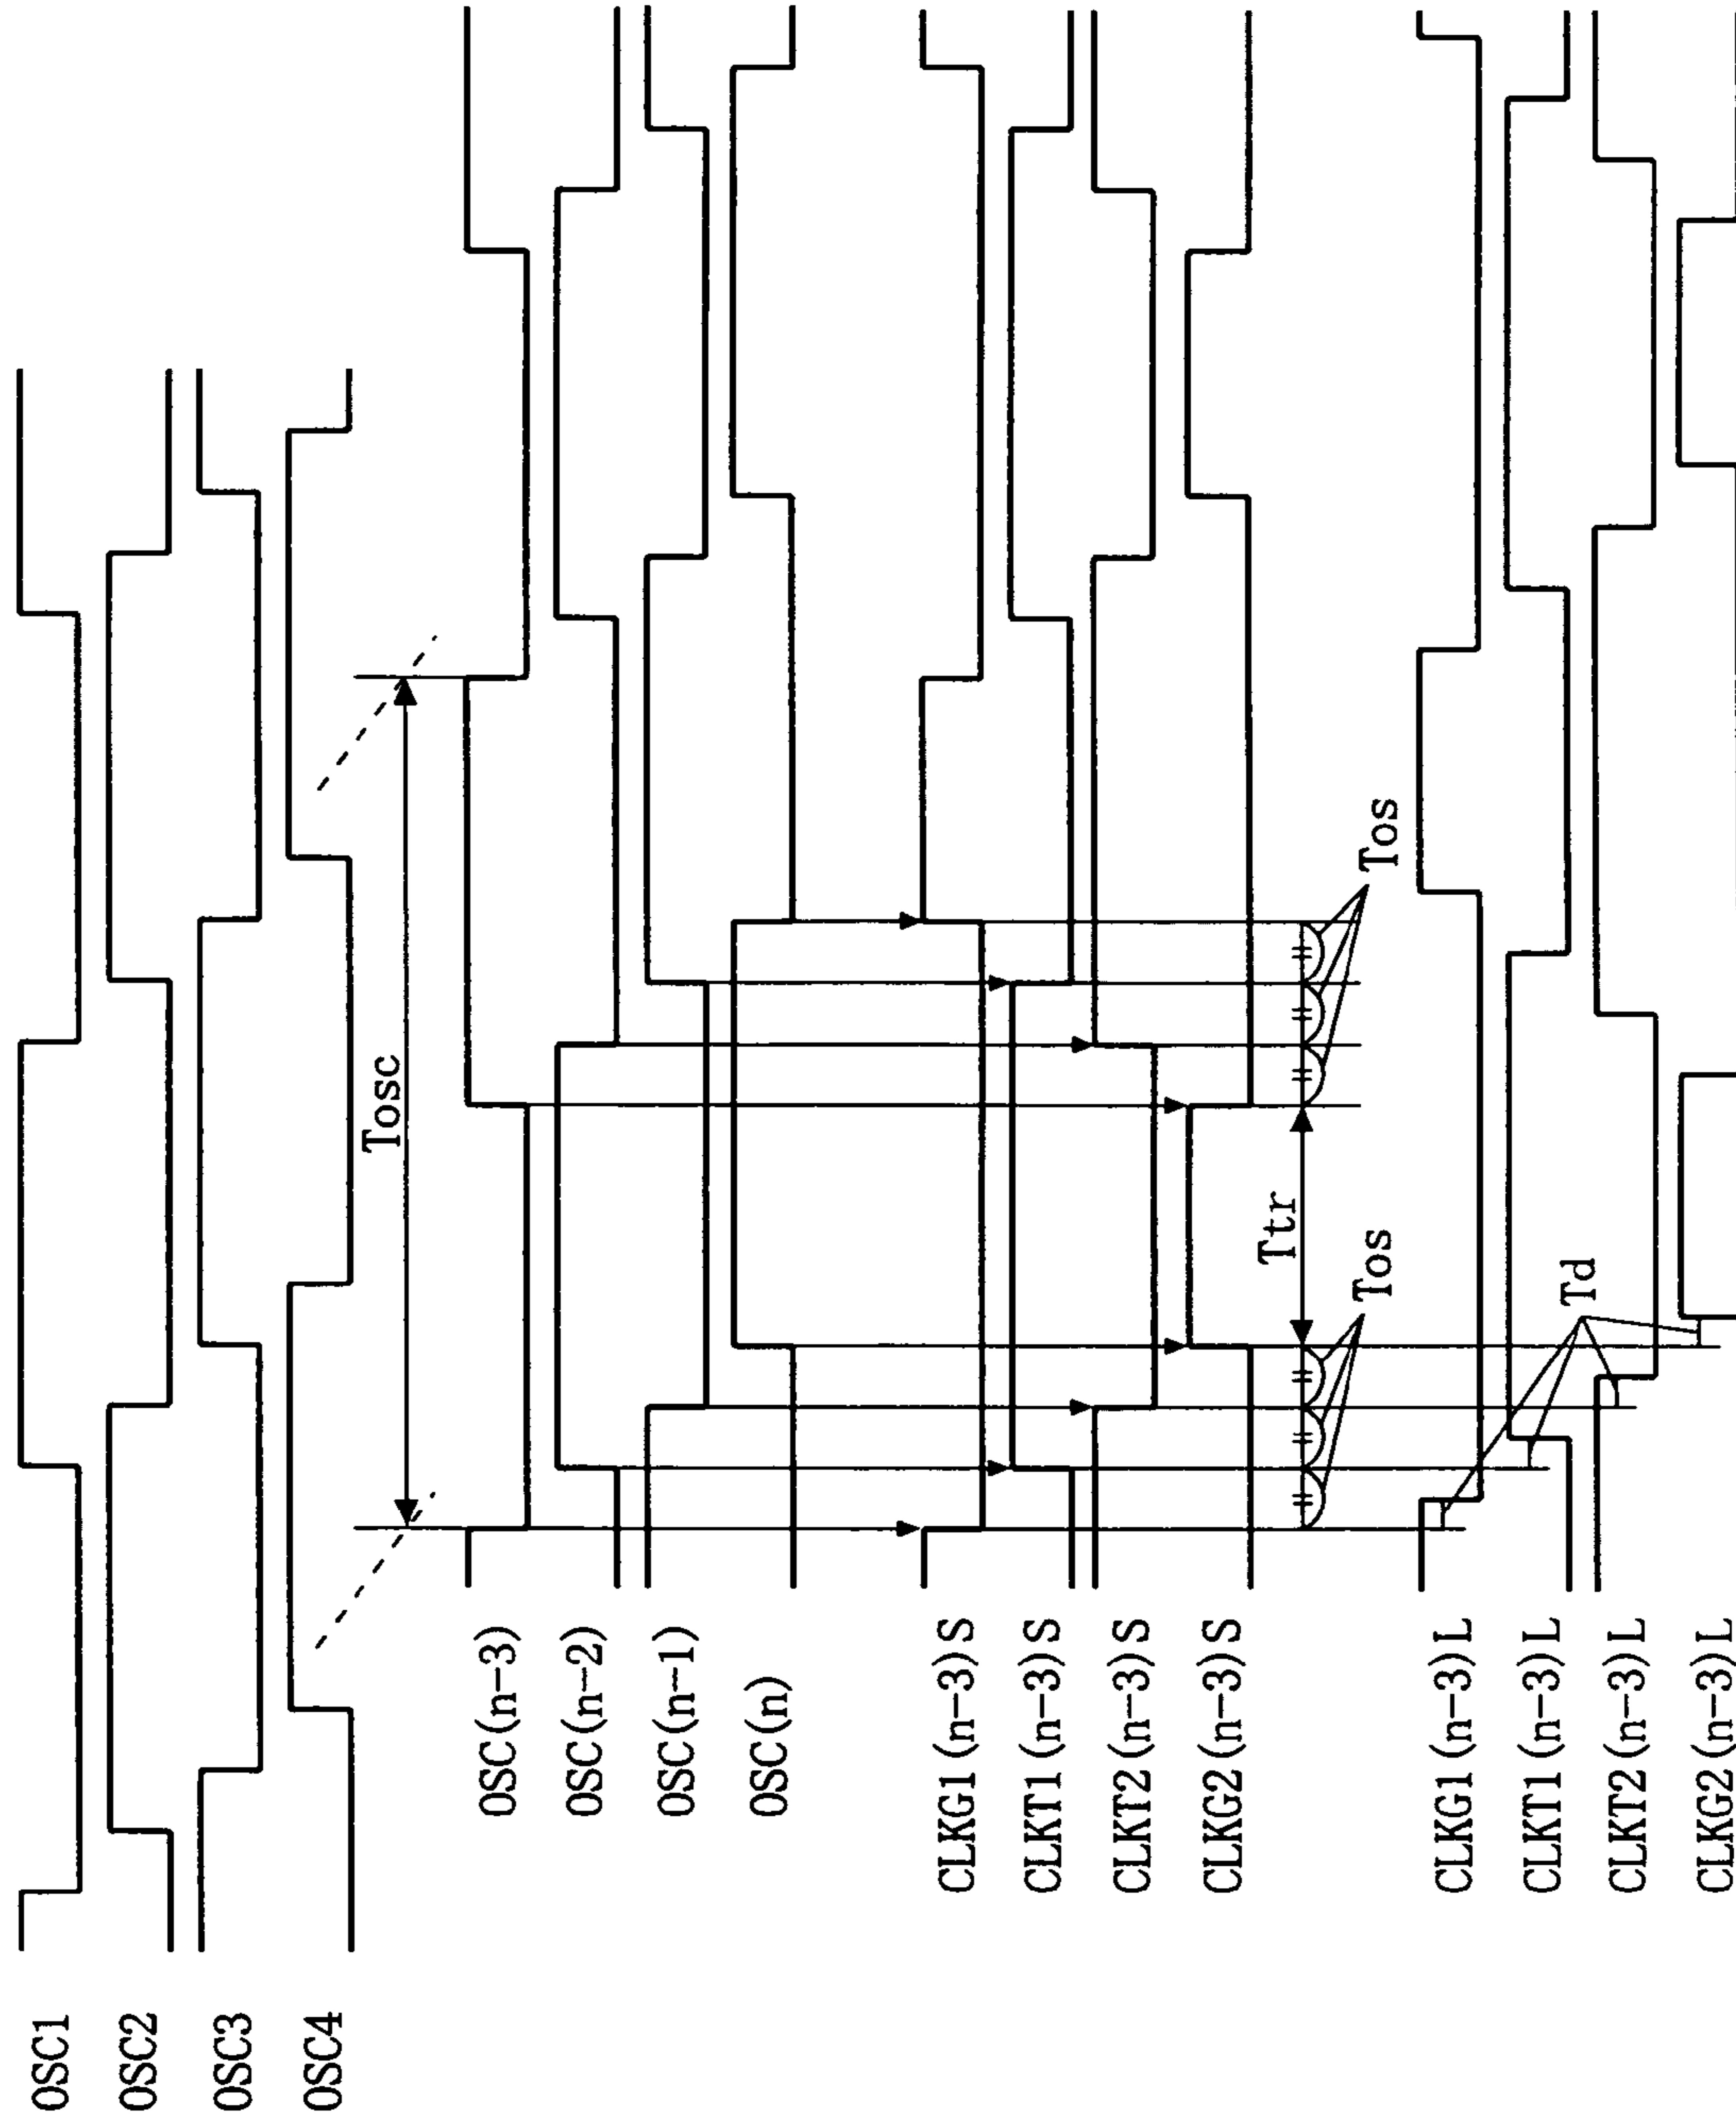 OSC1
OSC2
OSC3
OSC4
Tosc
OSC(n-3)
OSC(n-2)
OSC(n-1)
OSC(n)
CLKG1(n-3)S
CLKT1(n-3)S
CLKT2(n-3)S
CLKG2(n-3)S
Ttr
Tos
Tos
Td
CLKG1(n-3)L
CLKT1(n-3)L
CLKT2(n-3)L
CLKG2(n-3)L